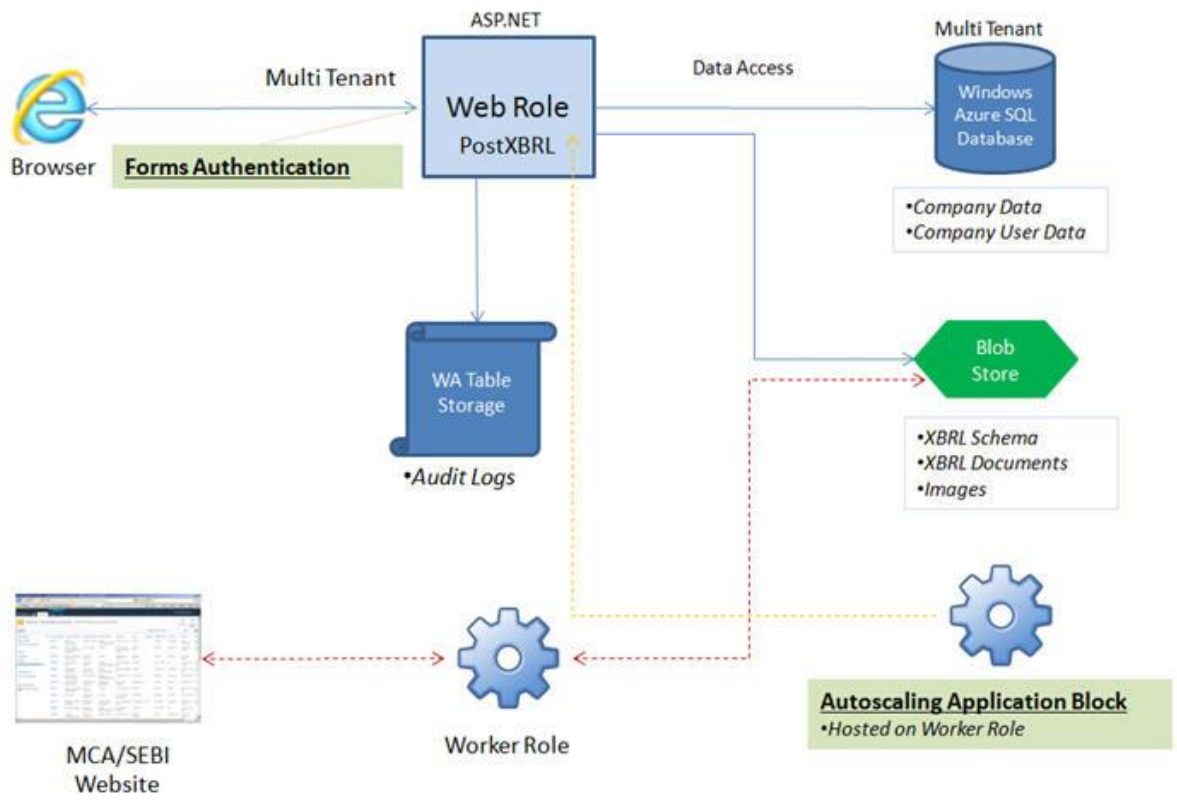 ASP.NET
Multi Tenant
Multi Tenant
Data Access
Web Role
PostXBRL
Windows
Azure SQL
Database
Browser
Forms Authentication
•Company Data
•Company User Data
WA Table
Storage
•Audit Logs
Blob
Store
•XBRL Schema
•XBRL Documents
•Images
MCA/SEBI
Website
Worker Role
Autoscaling Application Block
•Hosted on Worker Role